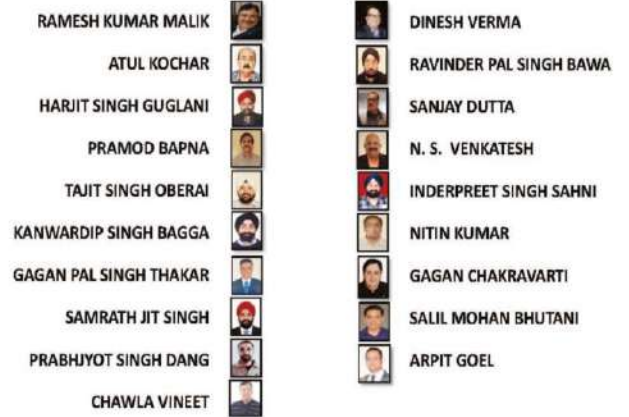 RAMESH KUMAR MALIK
ATUL KOCHAR
HARJIT SINGH GUGLANI
PRAMOD BAPNA
TAJIT SINGH OBERAI
KANWARDIP SINGH BAGGA
GAGAN PAL SINGH THAKAR
SAMRATH JIT SINGH
PRABHJYOT SINGH DANG
CHAWLA VINEET
DINESH VERMA
RAVINDER PAL SINGH BAWA
SANJAY DUTTA
N. S. VENKATESH
INDERPREET SINGH SAHNI
NITIN KUMAR
GAGAN CHAKRAVARTI
SALIL MOHAN BHUTANI
ARPIT GOEL